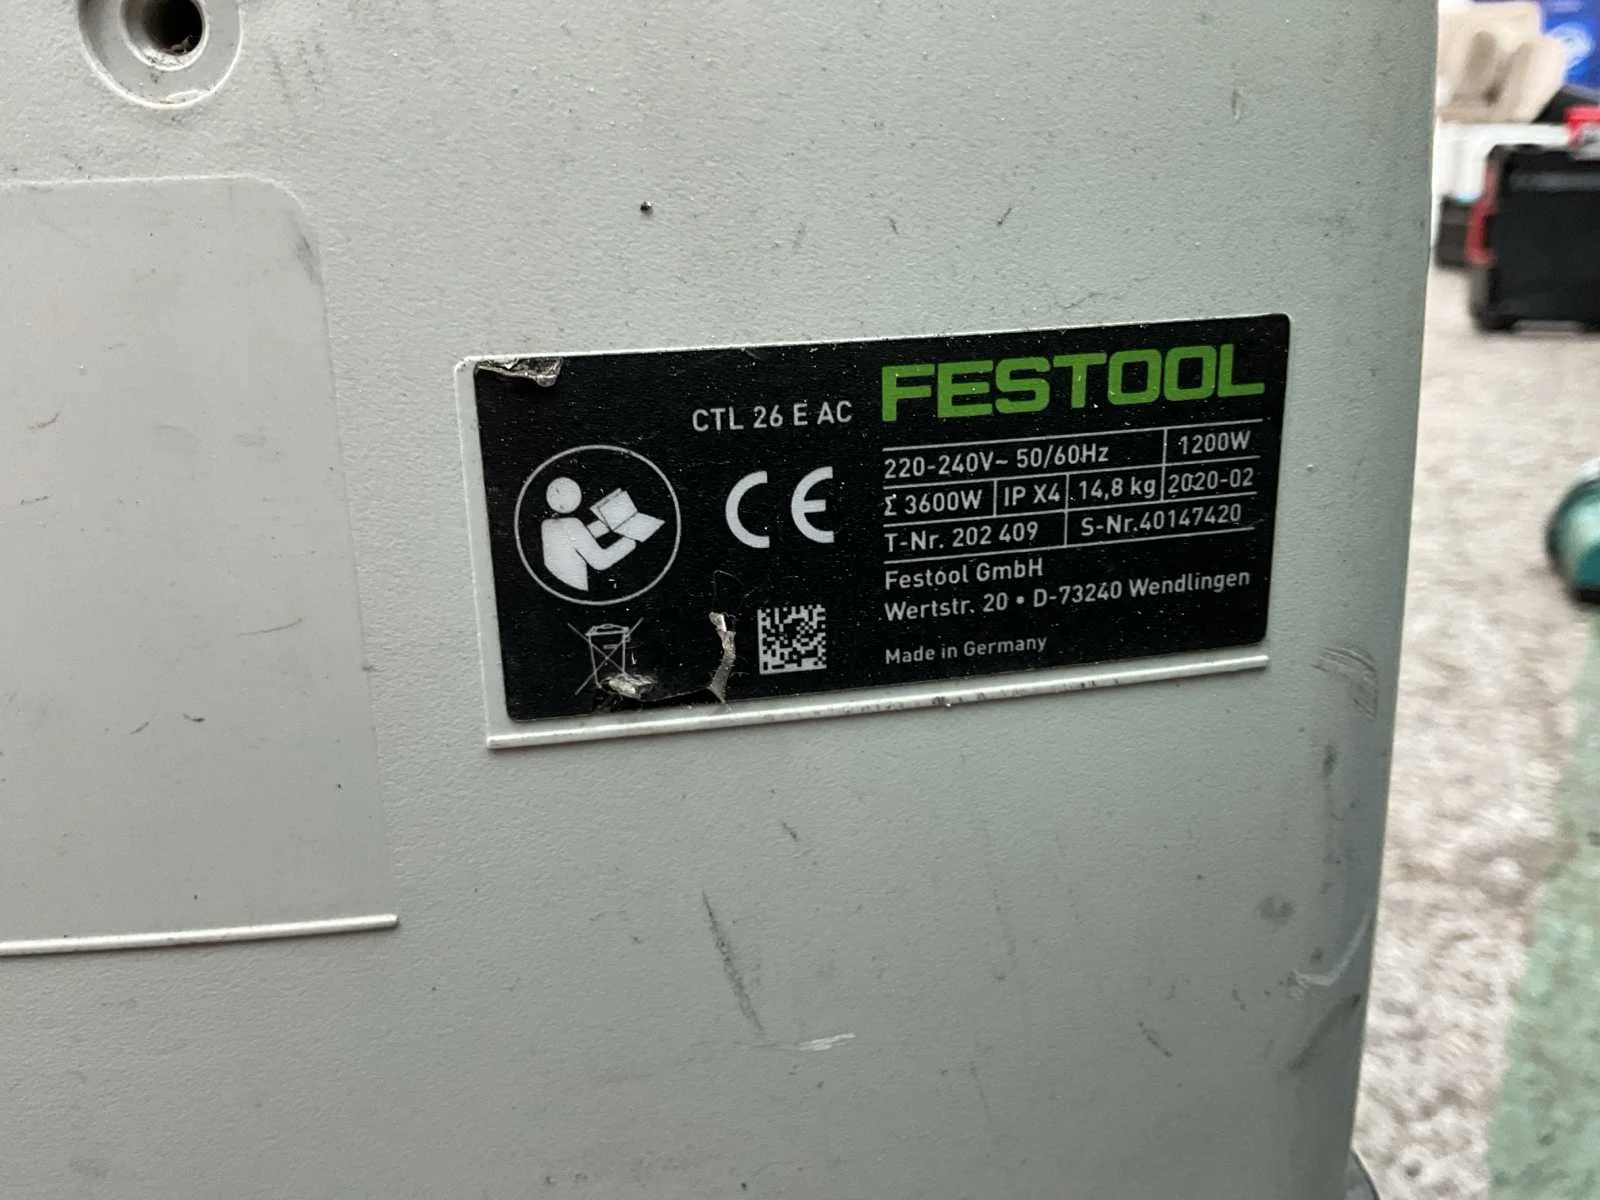 FESTOOL
CTL 26 E AC
220-240V~ 50/60Hz 1200W
Σ 3600W IP X4 14,8 kg 2020-02
T-Nr. 202 409 S-Nr.40147420
CE
Festool GmbH
Wertstr. 20 • D-73240 Wendlingen
Made in Germany